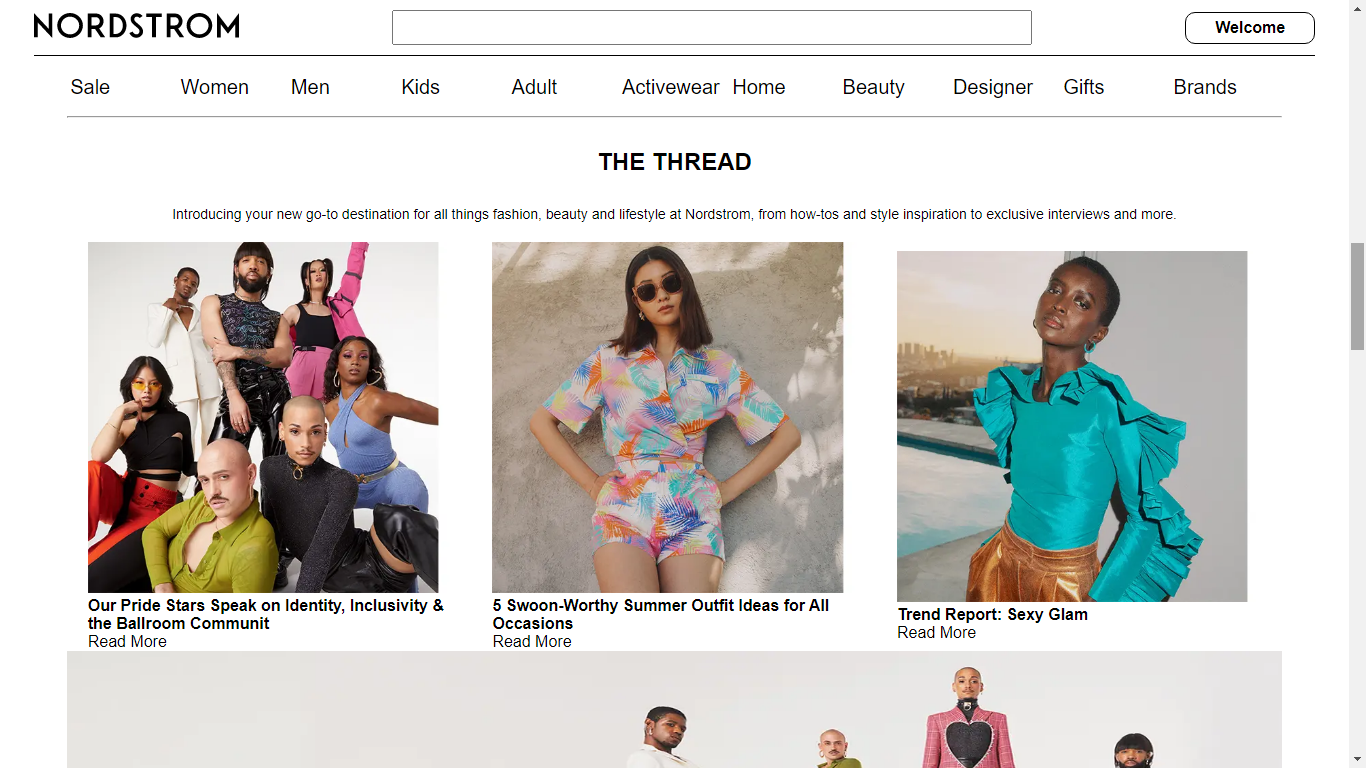 NORDSTROM
Welcome
Sale Women Men Kids Adult Activewear Home Beauty Designer Gifts Brands
THE THREAD
Introducing your new go-to destination for all things fashion, beauty and lifestyle at Nordstrom, from how-tos and style inspiration to exclusive interviews and more.
Our Pride Stars Speak on Identity, Inclusivity &
the Ballroom Communit
Read More
5 Swoon-Worthy Summer Outfit Ideas for All
Occasions
Read More
Trend Report: Sexy Glam
Read More